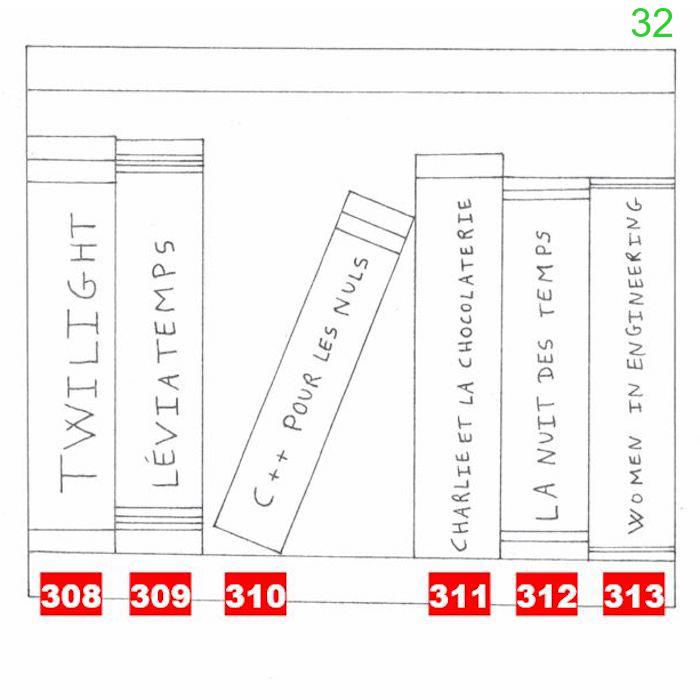 32
TWILIGHT
LÉVIATEMPS
C++ POUR LES NULS
CHARLIE ET LA CHOCOLATERIE
LA NUIT DES TEMPS
WOMEN IN ENGINEERING
308
309
310
311
312
313